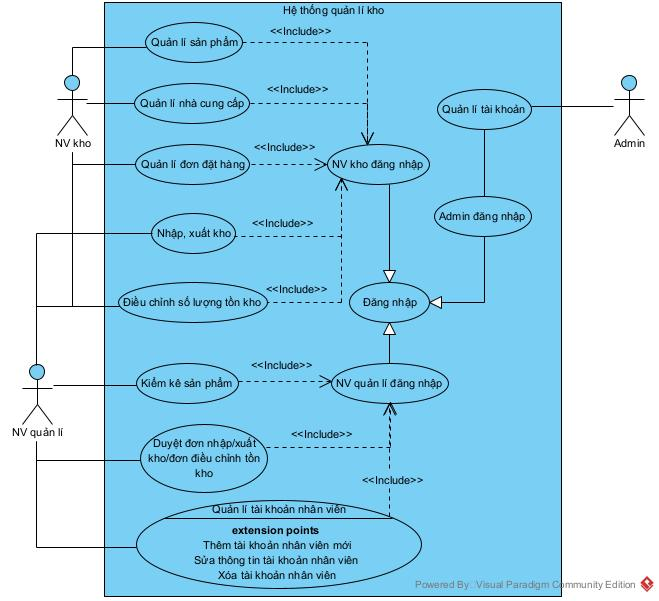 Hệ thống quản lí kho
<<Include>>
Quản lí sản phẩm
<<Include>>
Quản lí nhà cung cấp
Quản lí tài khoản
NV kho
Admin
<<Include>>
Quản lí đơn đặt hàng
NV kho đăng nhập
<<Include>>
Nhập, xuất kho
Admin đăng nhập
<<Include>>
Điều chỉnh số lượng tồn kho
Đăng nhập
<<Include>>
Kiểm kê sản phẩm
NV quản lí đăng nhập
NV quản lí
<<Include>>
Duyệt đơn nhập/xuất
kho/đơn điều chỉnh tồn
kho
<<Include>>
Quản lí tài khoản nhân viên
extension points
Thêm tài khoản nhân viên mới
Sửa thông tin tài khoản nhân viên
Xóa tài khoản nhân viên
Powered By Visual Paradigm Community Edition